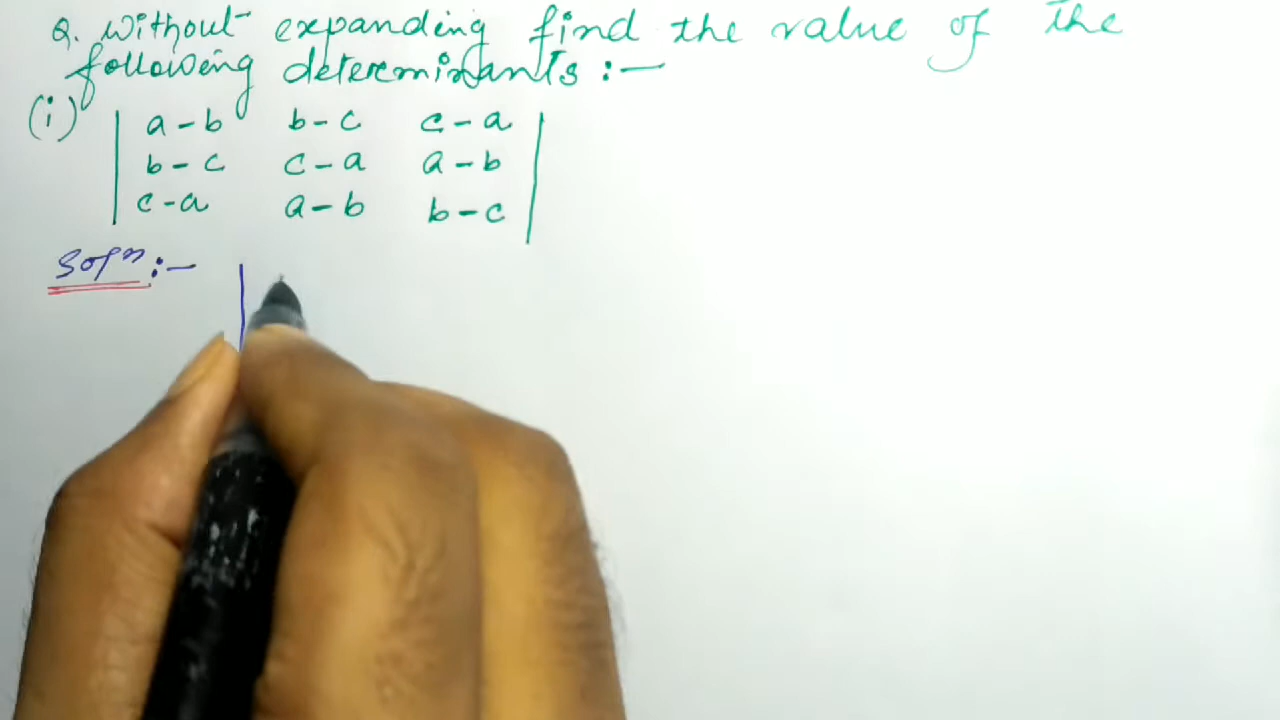 Q. Without expanding find the value of the
following determinants :-
(i) | a-b b-c c-a |
| b-c c-a a-b |
| c-a a-b b-c |
Solⁿ :-